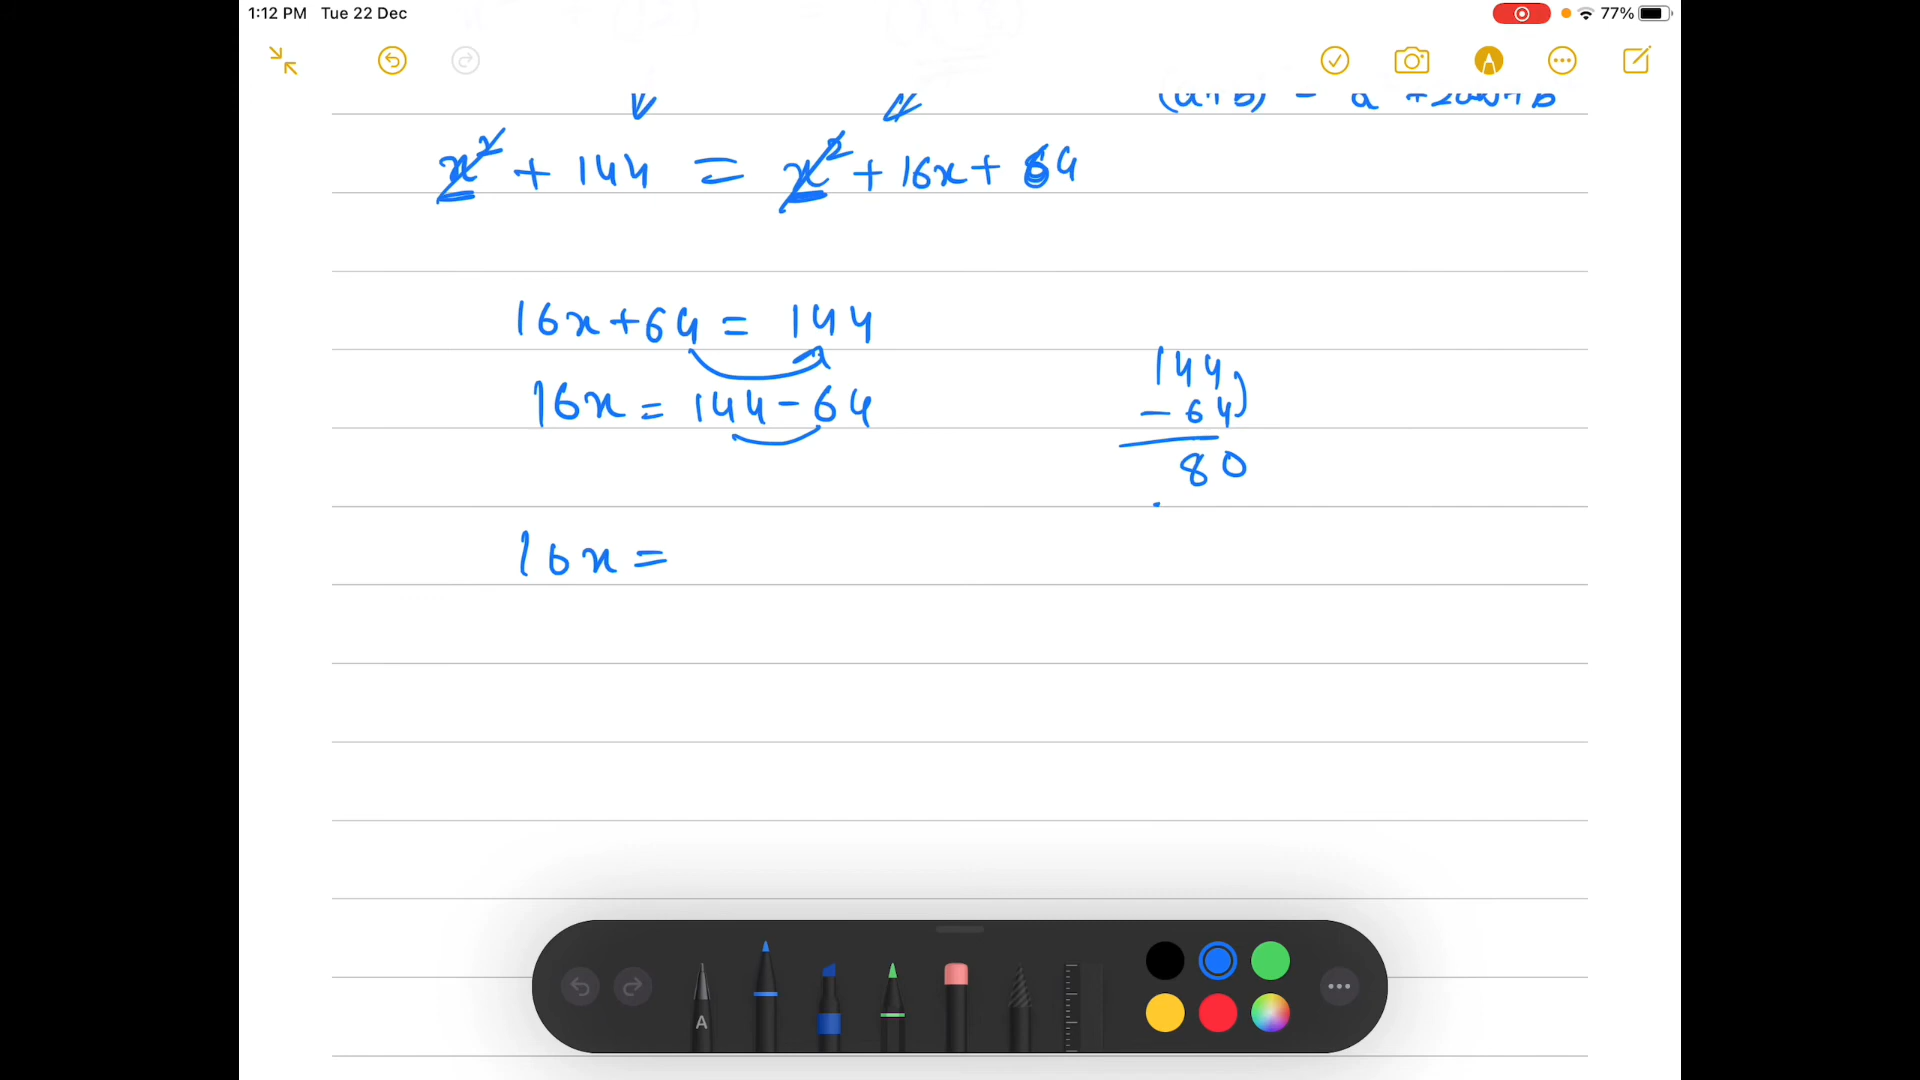 1:12 PM Tue 22 Dec 77%
x² + 144 = x² + 16x + 64
16x + 64 = 144
16x = 144 - 64
144
- 64
80
16x =
A